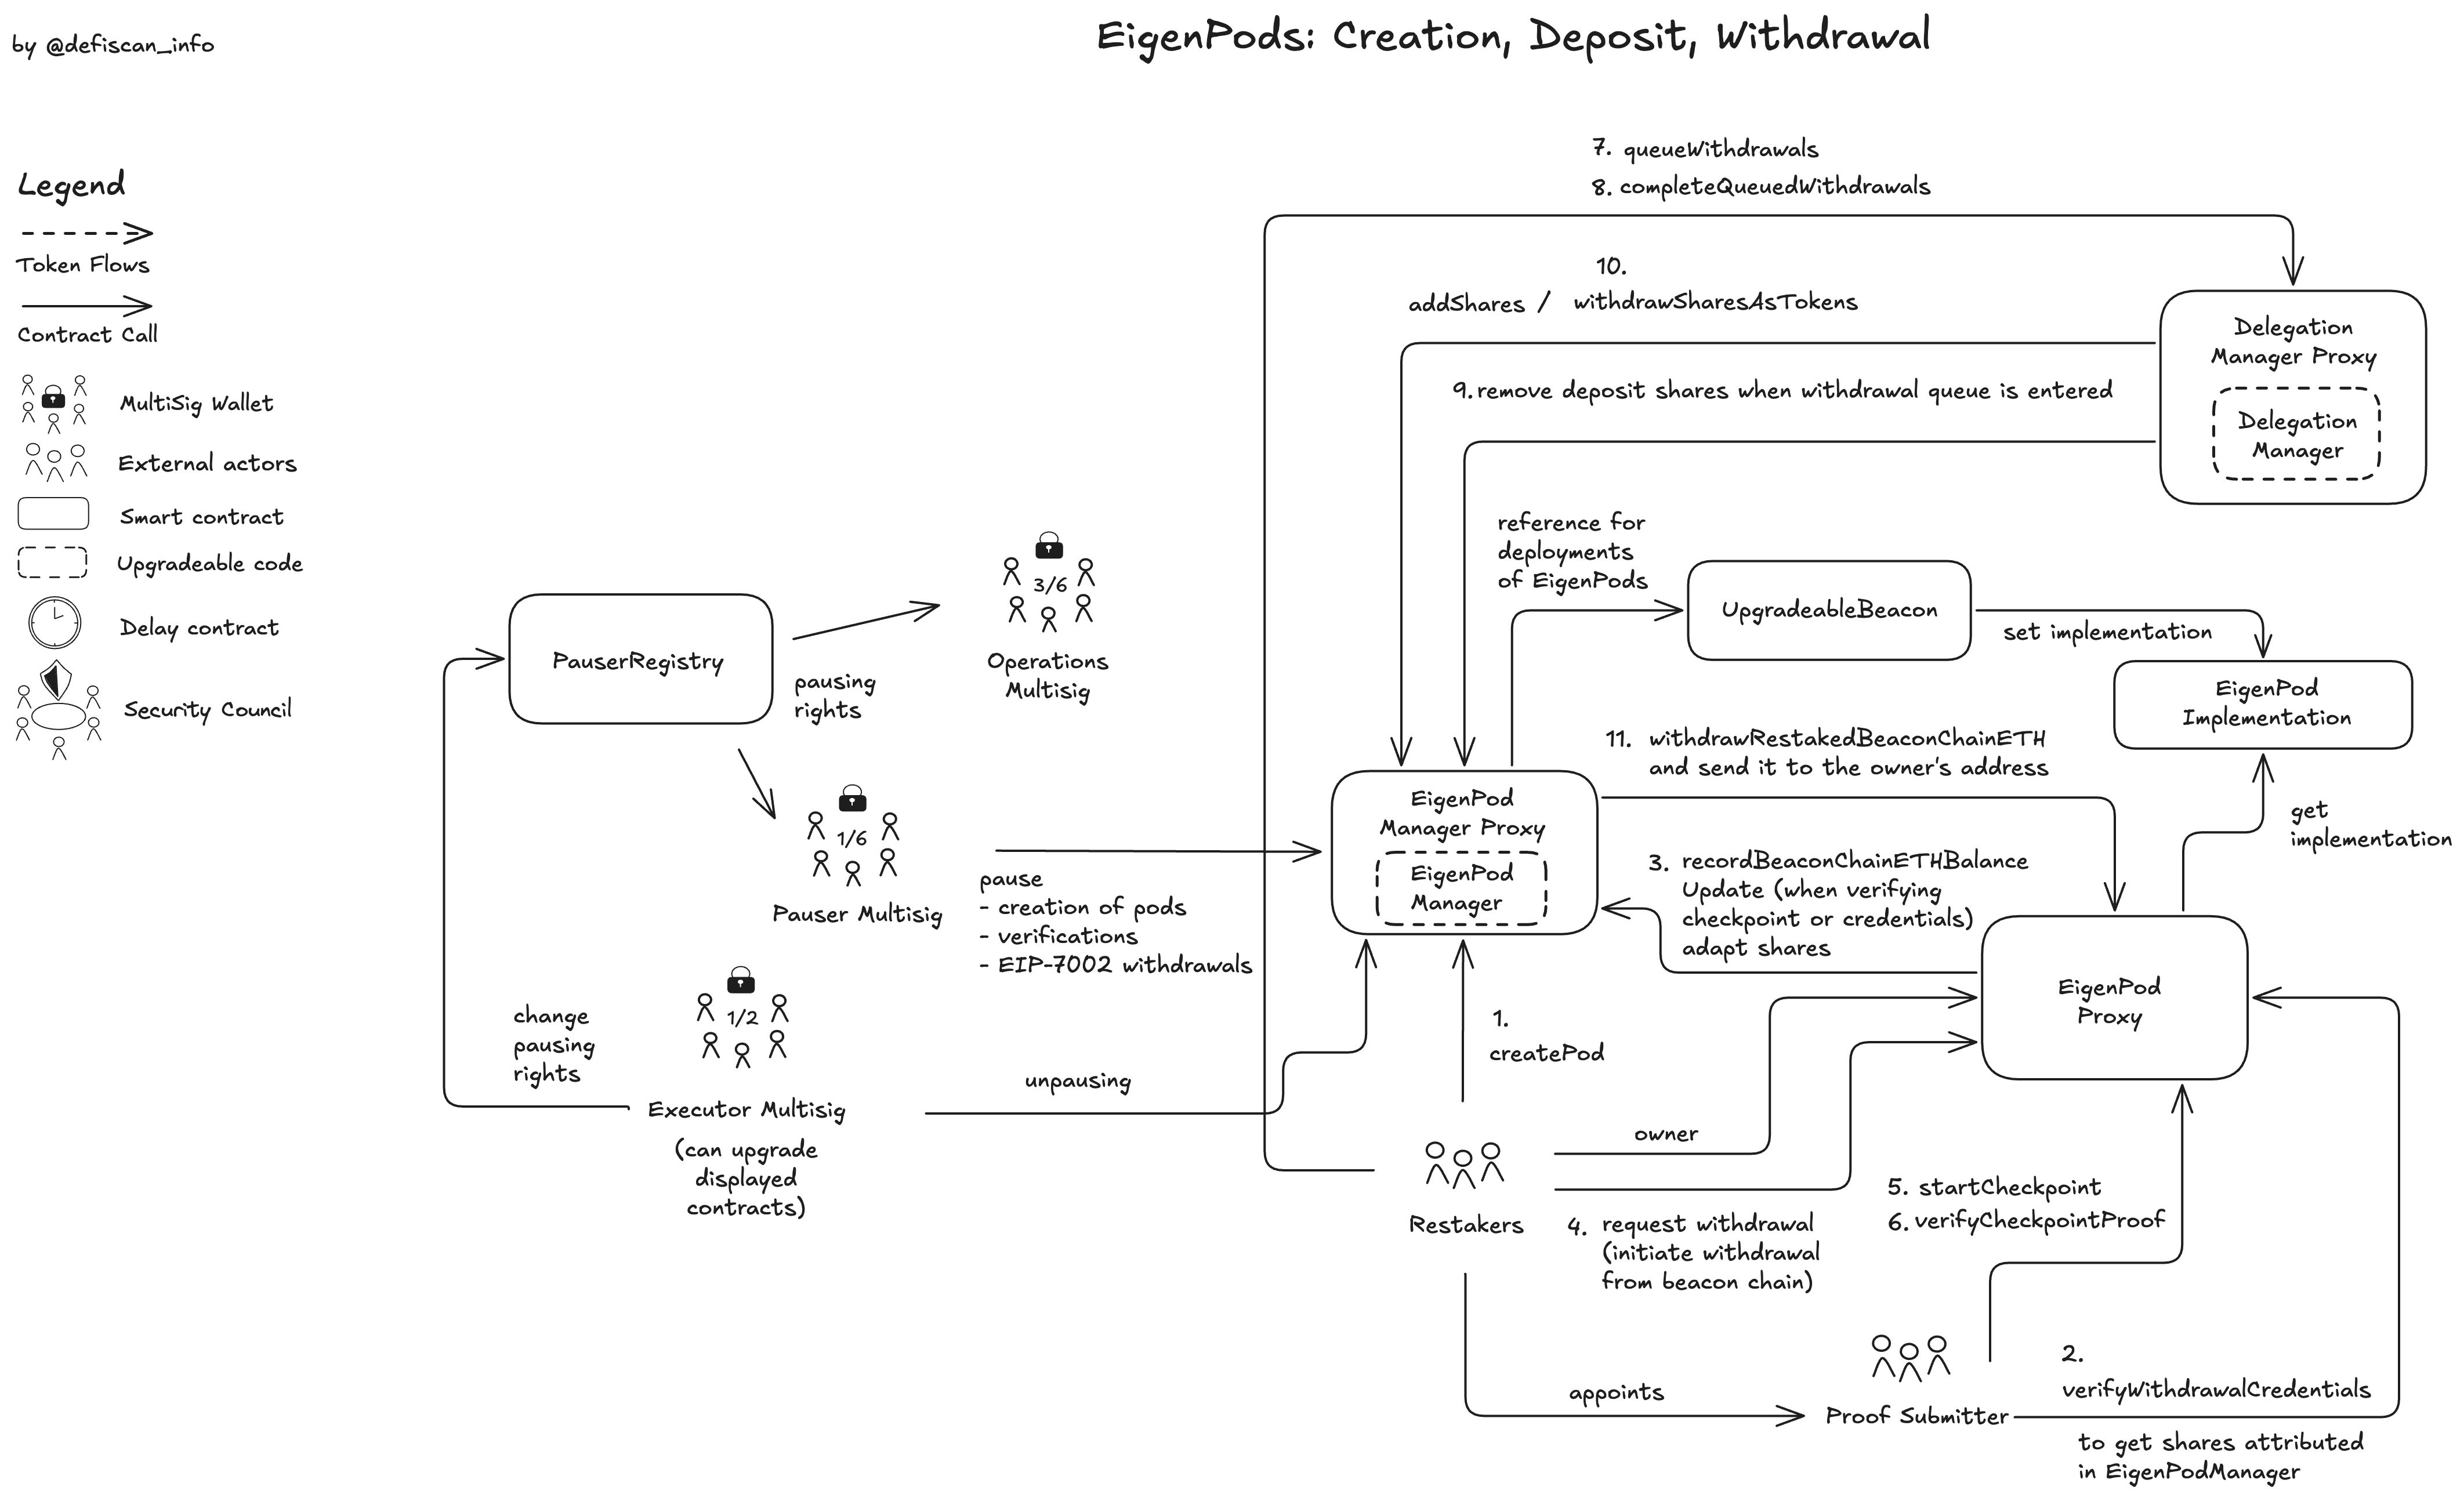 EigenPods: Creation, Deposit, Withdrawal
by @defiscan_info
Legend
Token Flows
Contract Call
MultiSig Wallet
External actors
Smart contract
Upgradeable code
Delay contract
Security Council
7. queueWithdrawals
8. completeQueuedWithdrawals
10.
addShares / withdrawSharesAsTokens
Delegation
Manager Proxy
Delegation
Manager
9. remove deposit shares when withdrawal queue is entered
reference for
deployments
of EigenPods
UpgradeableBeacon
set implementation
EigenPod
Implementation
get
implementation
PauserRegistry
pausing
rights
3/6
Operations
Multisig
1/6
Pauser Multisig
pause
- creation of pods
- verifications
- EIP-7002 withdrawals
1/2
change
pausing
rights
Executor Multisig
(can upgrade
displayed
contracts)
unpausing
EigenPod
Manager Proxy
EigenPod
Manager
11. withdrawRestakedBeaconChainETH
and send it to the owner's address
3. recordBeaconChainETHBalance
Update (when verifying
checkpoint or credentials)
adapt shares
EigenPod
Proxy
1.
createPod
owner
Restakers
4. request withdrawal
(initiate withdrawal
from beacon chain)
5. startCheckpoint
6. verifyCheckpointProof
appoints
Proof Submitter
2.
verifyWithdrawalCredentials
to get shares attributed
in EigenPodManager